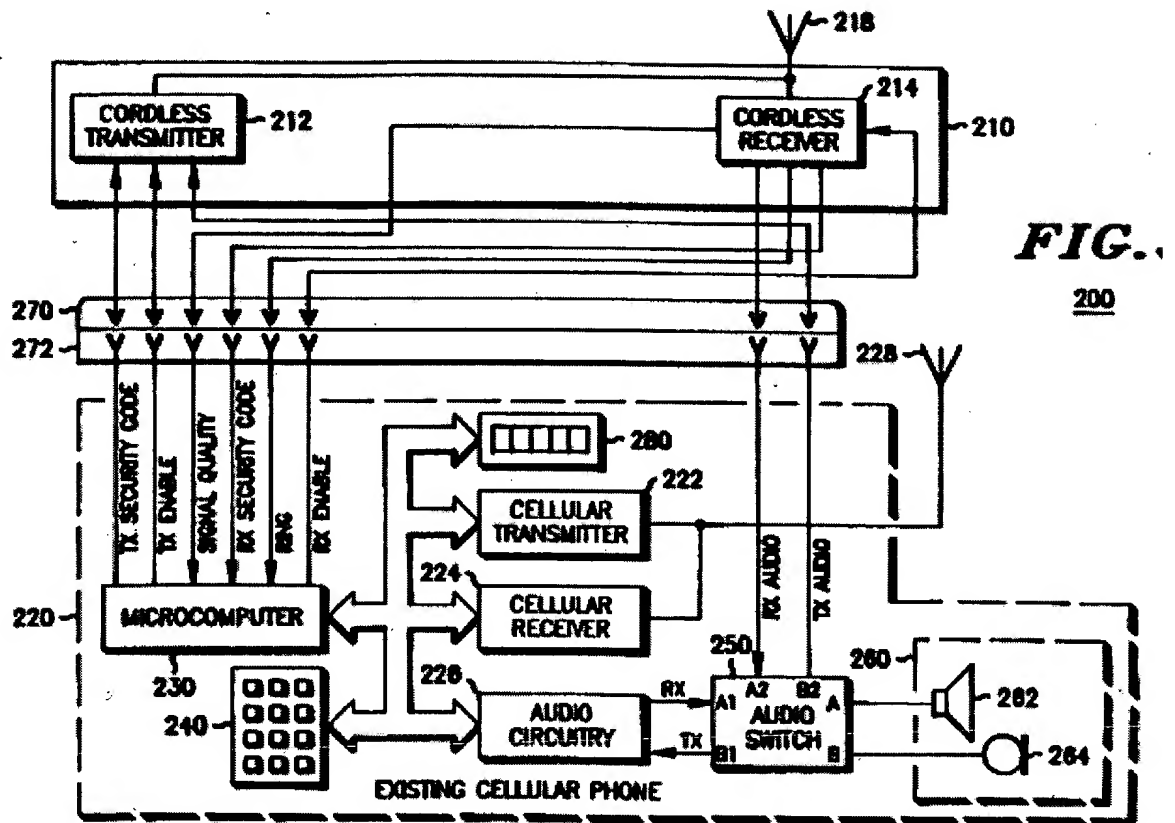 218
CORDLESS
TRANSMITTER
212
CORDLESS
RECEIVER
214
210
FIG.
200
270
272
228
TX SECURITY CODE
TX ENABLE
SIGNAL QUALITY
RX SECURITY CODE
RING
RX ENABLE
RX AUDIO
TX AUDIO
280
222
CELLULAR
TRANSMITTER
224
CELLULAR
RECEIVER
220
MICROCOMPUTER
230
240
226
AUDIO
CIRCUITRY
RX
TX
250
A1 A2 B2 A
AUDIO
SWITCH
B1 B
260
262
264
EXISTING CELLULAR PHONE